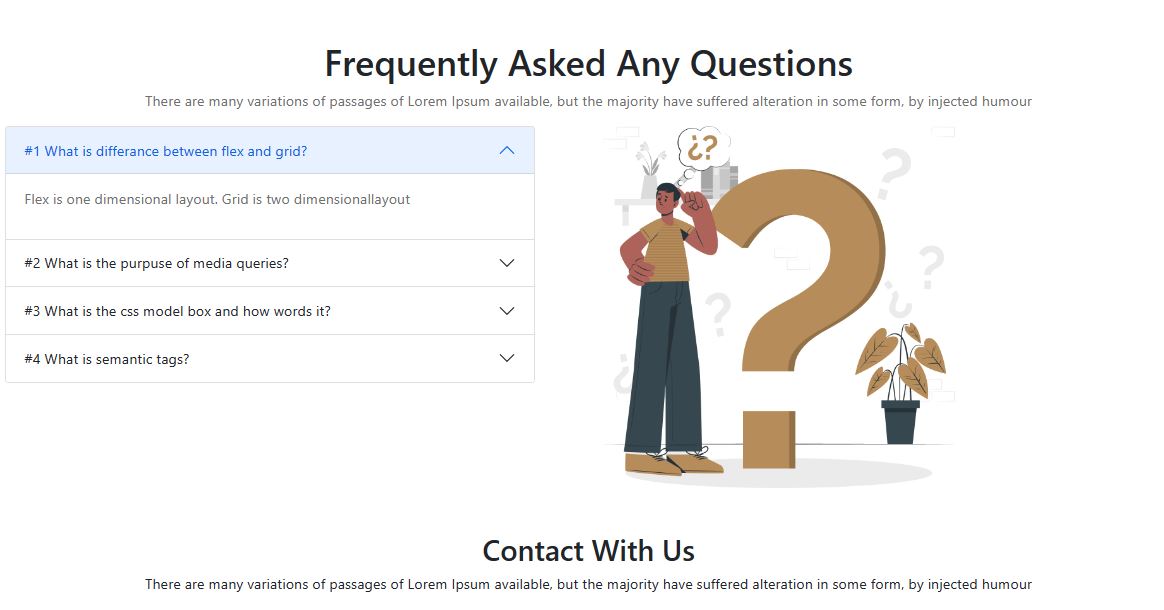 Frequently Asked Any Questions
There are many variations of passages of Lorem Ipsum available, but the majority have suffered alteration in some form, by injected humour
#1 What is differance between flex and grid?
Flex is one dimensional layout. Grid is two dimensionallayout
#2 What is the purpuse of media queries?
#3 What is the css model box and how words it?
#4 What is semantic tags?
¿?
?
?
?
¿
?
¿
Contact With Us
There are many variations of passages of Lorem Ipsum available, but the majority have suffered alteration in some form, by injected humour